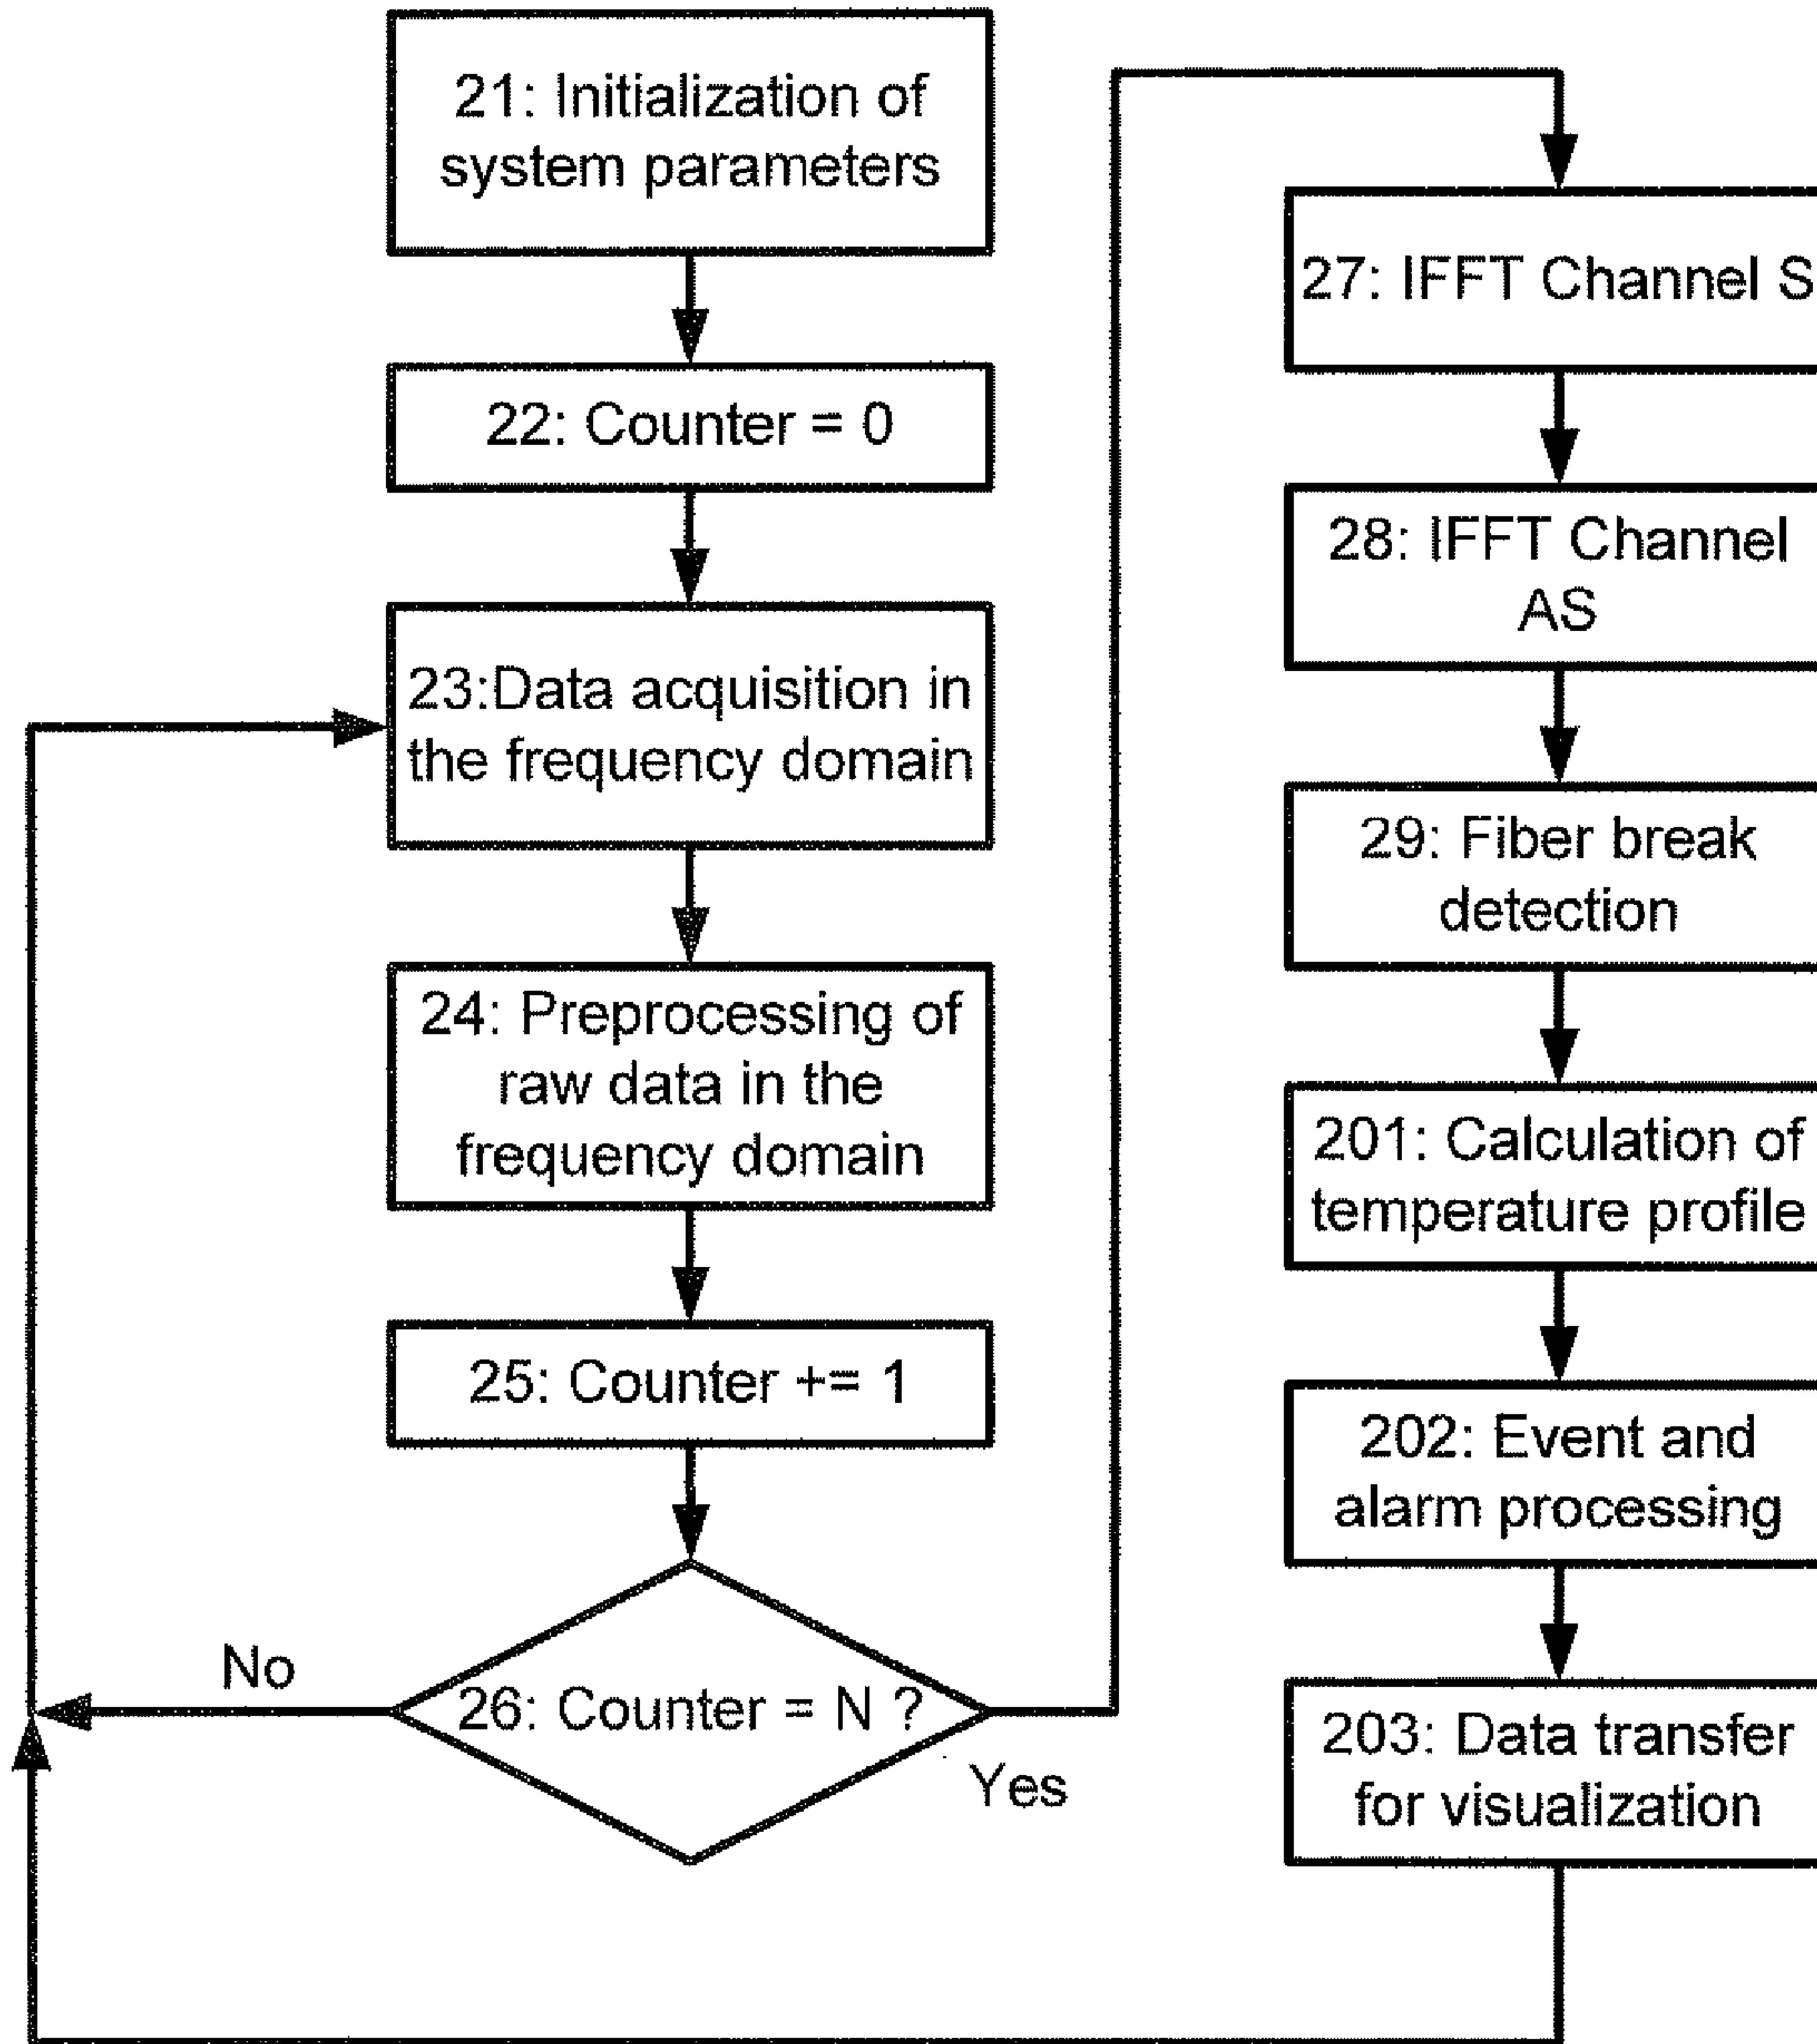 21: Initialization of
system parameters
22: Counter = 0
23:Data acquisition in
the frequency domain
24: Preprocessing of
raw data in the
frequency domain
25: Counter += 1
26: Counter = N ?
No
Yes
27: IFFT Channel S
28: IFFT Channel
AS
29: Fiber break
detection
201: Calculation of
temperature profile
202: Event and
alarm processing
203: Data transfer
for visualization